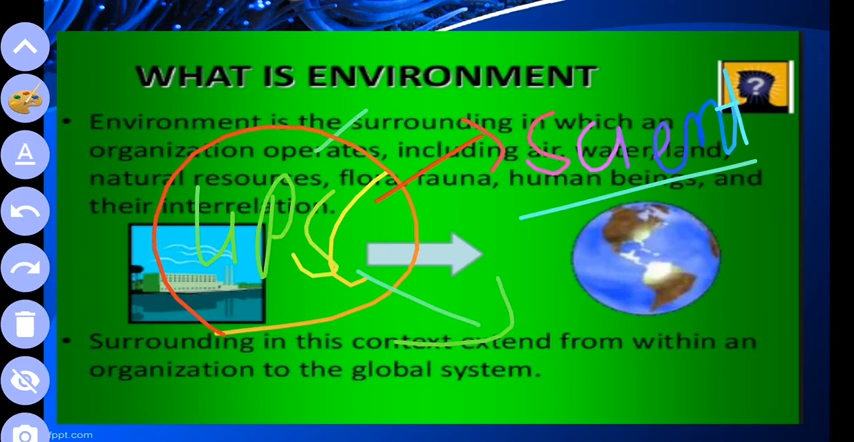 WHAT IS ENVIRONMENT
?
• Environment is the surrounding in which an
organization operates, including air, water, land,
natural resources, flora, fauna, human beings, and
their interrelation.
• Surrounding in this context extend from within an
organization to the global system.
fppt.com
A